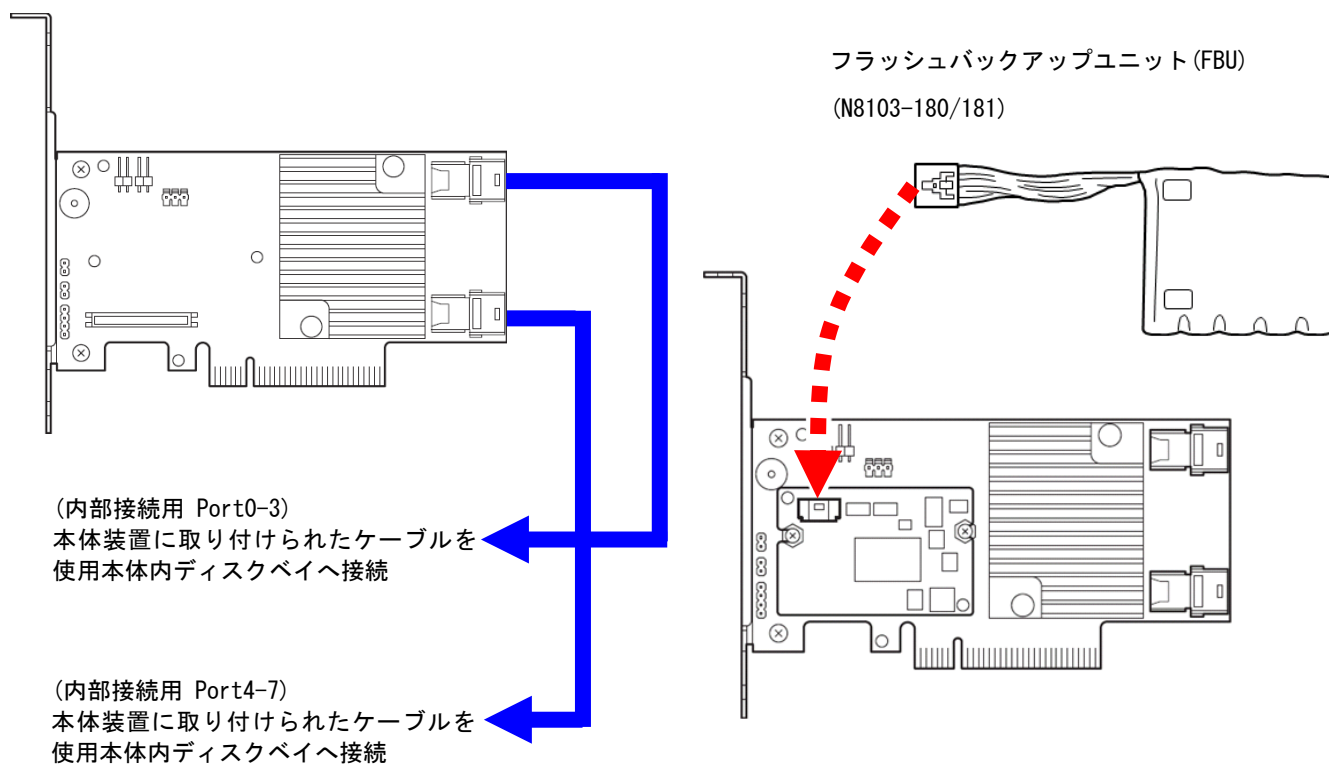 フラッシュバックアップユニット(FBU)
(N8103-180/181)
(内部接続用 Port0-3)
本体装置に取り付けられたケーブルを
使用本体内ディスクベイへ接続
(内部接続用 Port4-7)
本体装置に取り付けられたケーブルを
使用本体内ディスクベイへ接続